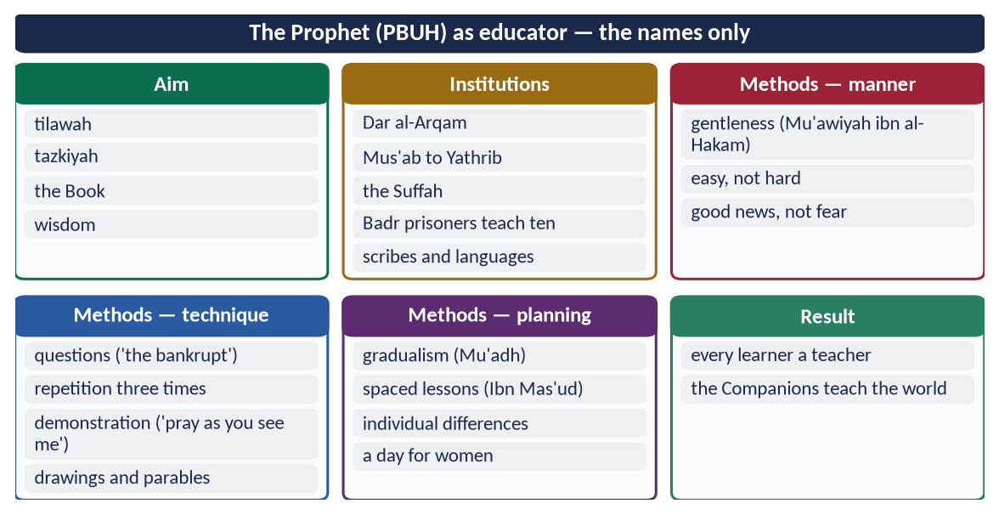 The Prophet (PBUH) as educator — the names only
Aim
tilawah
tazkiyah
the Book
wisdom
Institutions
Dar al-Arqam
Mus'ab to Yathrib
the Suffah
Badr prisoners teach ten
scribes and languages
Methods — manner
gentleness (Mu'awiyah ibn al-
Hakam)
easy, not hard
good news, not fear
Methods — technique
questions ('the bankrupt')
repetition three times
demonstration ('pray as you see
me')
drawings and parables
Methods — planning
gradualism (Mu'adh)
spaced lessons (Ibn Mas'ud)
individual differences
a day for women
Result
every learner a teacher
the Companions teach the world